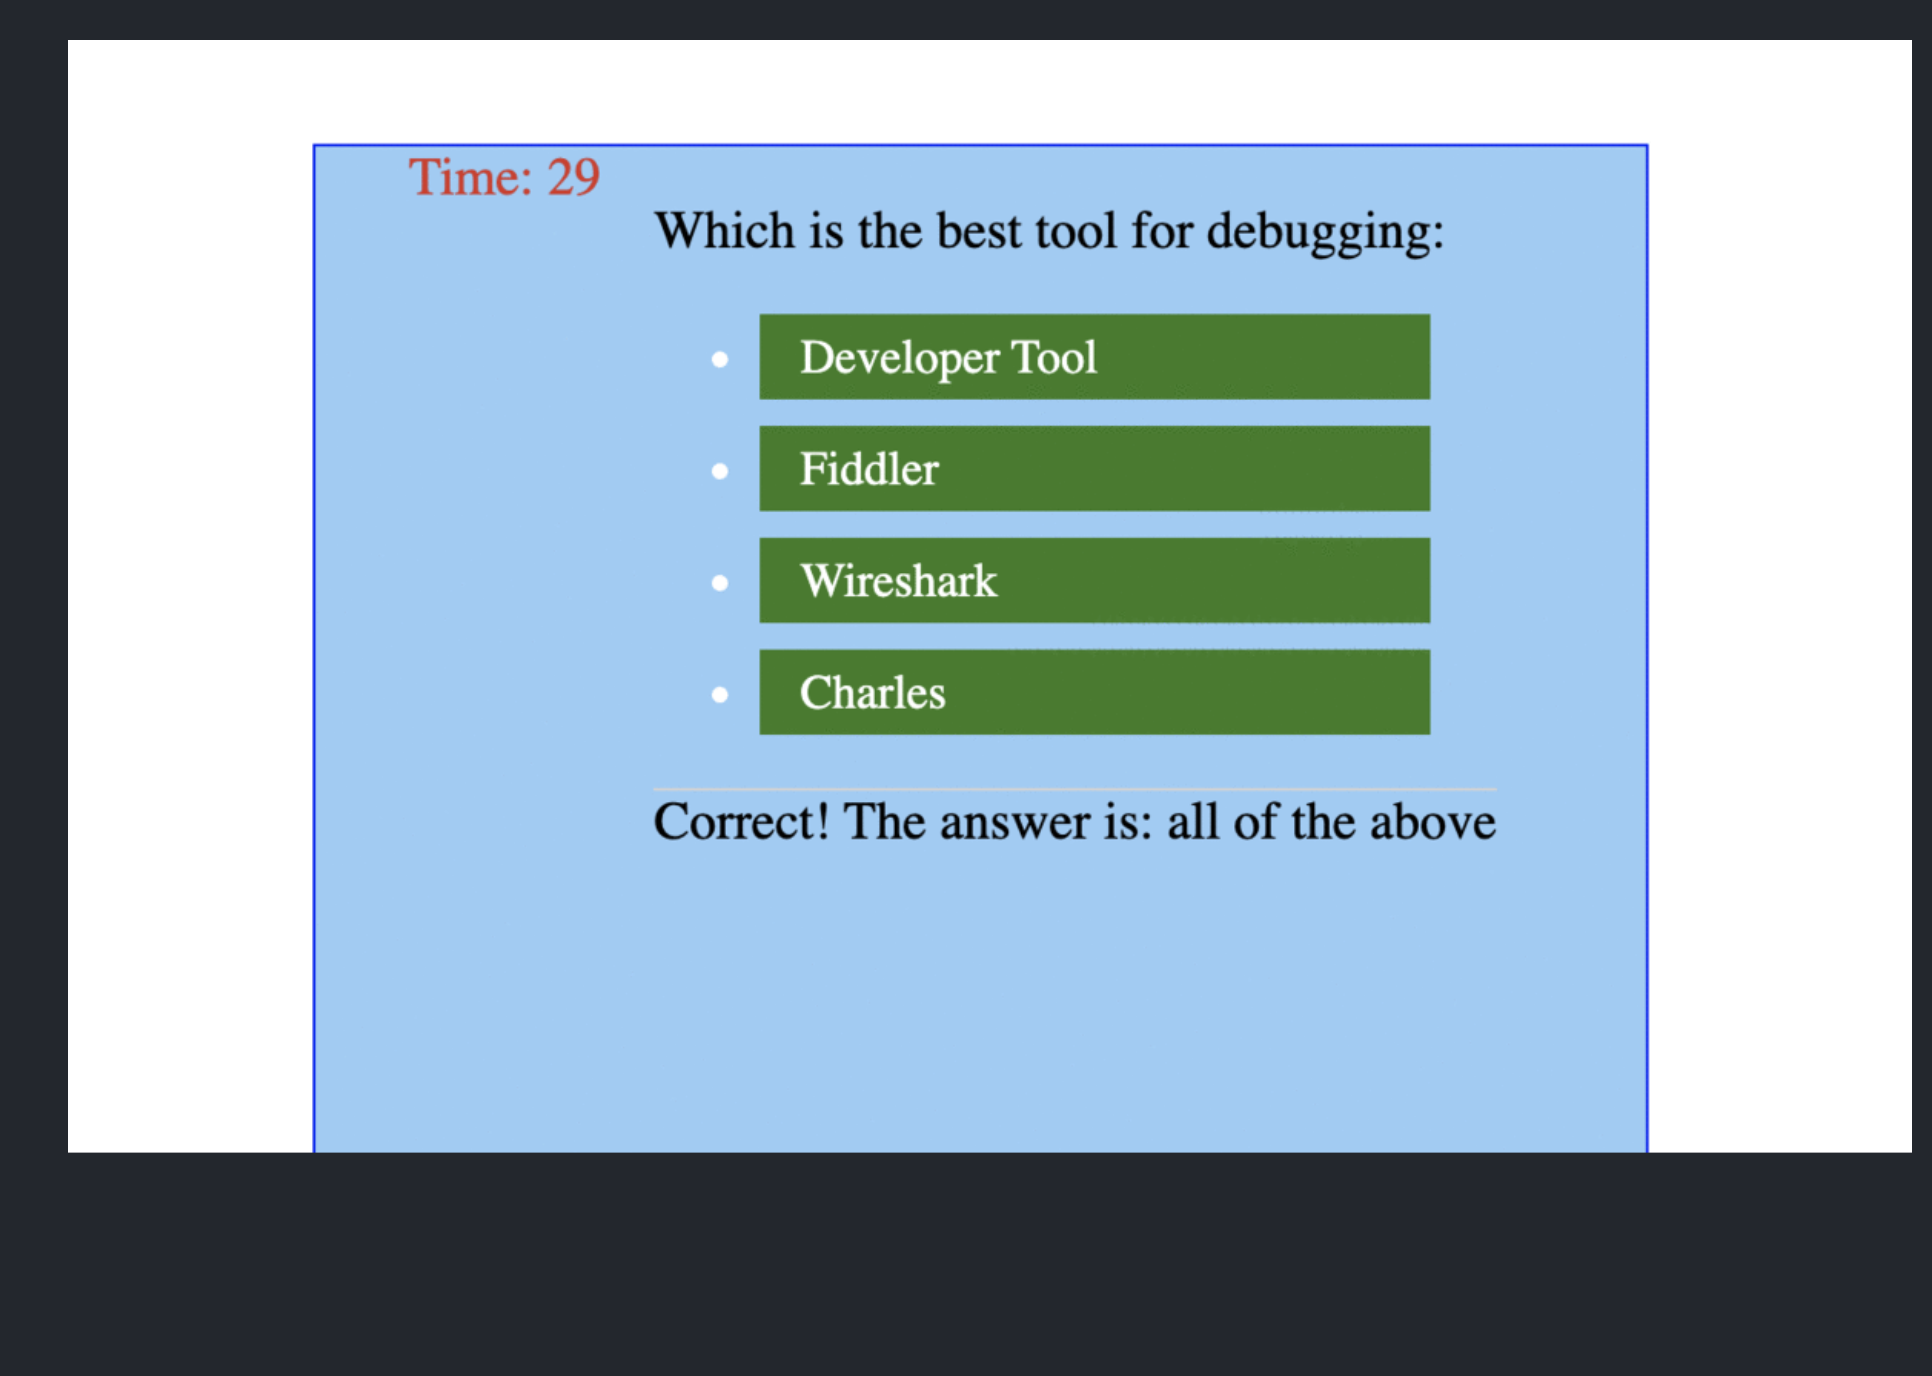 Time: 29
Which is the best tool for debugging:
Developer Tool
Fiddler
Wireshark
Charles
Correct! The answer is: all of the above